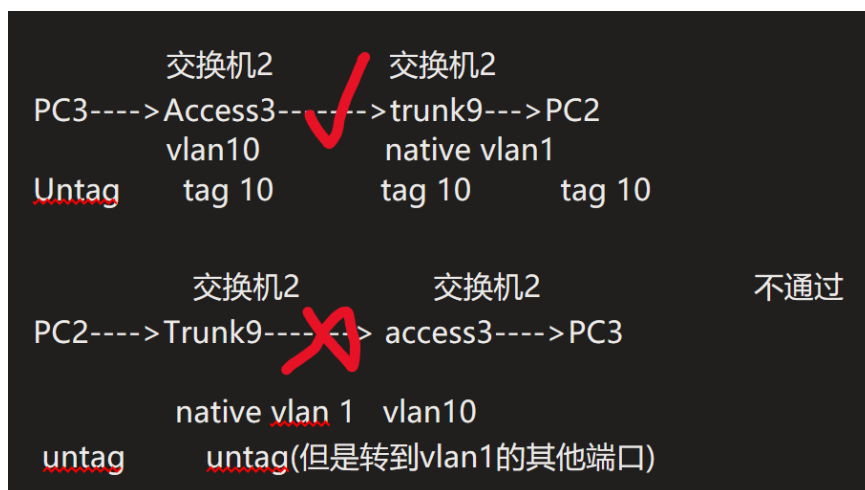 交换机2 交换机2
PC3---->Access3------->trunk9--->PC2
vlan10 native vlan1
Untag tag 10 tag 10 tag 10
交换机2 交换机2 不通过
PC2---->Trunk9-------> access3---->PC3
native vlan 1 vlan10
untag untag(但是转到vlan1的其他端口)